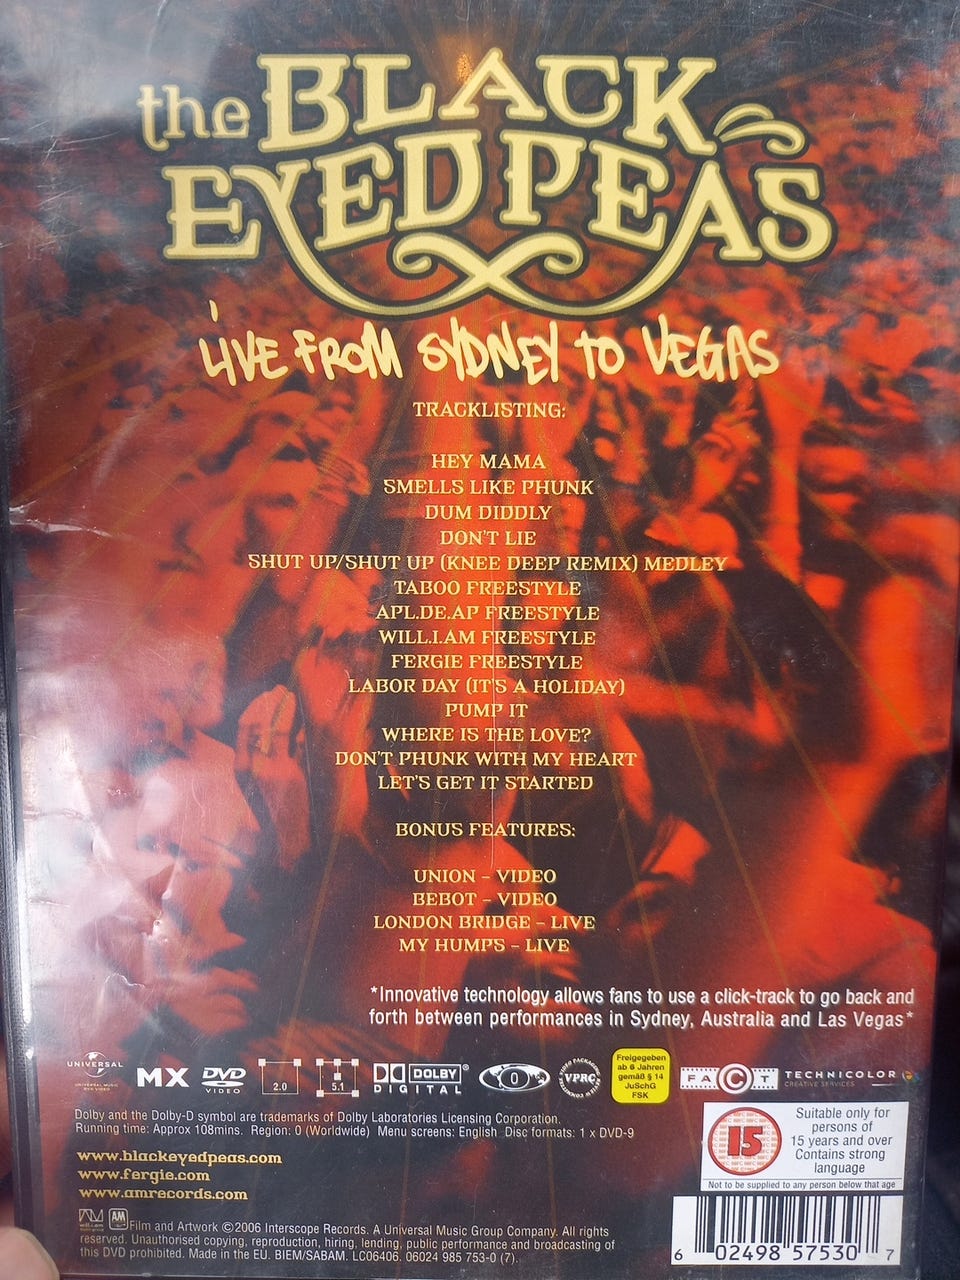 the BLACK
EYED PEAS
LIVE FROM SYDNEY TO VEGAS
TRACKLISTING:
HEY MAMA
SMELLS LIKE PHUNK
DUM DIDDLY
DON'T LIE
SHUT UP/SHUT UP (KNEE DEEP REMIX) MEDLEY
TABOO FREESTYLE
APL.DE.AP FREESTYLE
WILL.I.AM FREESTYLE
FERGIE FREESTYLE
LABOR DAY (IT'S A HOLIDAY)
PUMP IT
WHERE IS THE LOVE?
DON'T PHUNK WITH MY HEART
LET'S GET IT STARTED
BONUS FEATURES:
UNION - VIDEO
BEBOT - VIDEO
LONDON BRIDGE - LIVE
MY HUMPS - LIVE
*Innovative technology allows fans to use a click-track to go back and
forth between performances in Sydney, Australia and Las Vegas*
UNIVERSAL
MX
DVD
VIDEO
2.0
5.1
DOLBY
DIGITAL
0
VPRC
Freigegeben
ab 6 Jahren
gemäß § 14
JuSchG
FSK
FACT
TECHNICOLOR
CREATIVE SERVICES
Dolby and the Dolby-D symbol are trademarks of Dolby Laboratories Licensing Corporation.
Running time: Approx 108mins. Region: 0 (Worldwide) Menu screens: English Disc formats: 1 x DVD-9
www.blackeyedpeas.com
www.fergie.com
www.amrecords.com
15
Suitable only for
persons of
15 years and over
Contains strong
language
Not to be supplied to any person below that age
will.i.am
A&M
Film and Artwork ©2006 Interscope Records. A Universal Music Group Company. All rights
reserved. Unauthorised copying, reproduction, hiring, lending, public performance and broadcasting of
this DVD prohibited. Made in the EU. BIEM/SABAM. LC06406. 06024 985 753-0 (7).
6 02498 57530 7